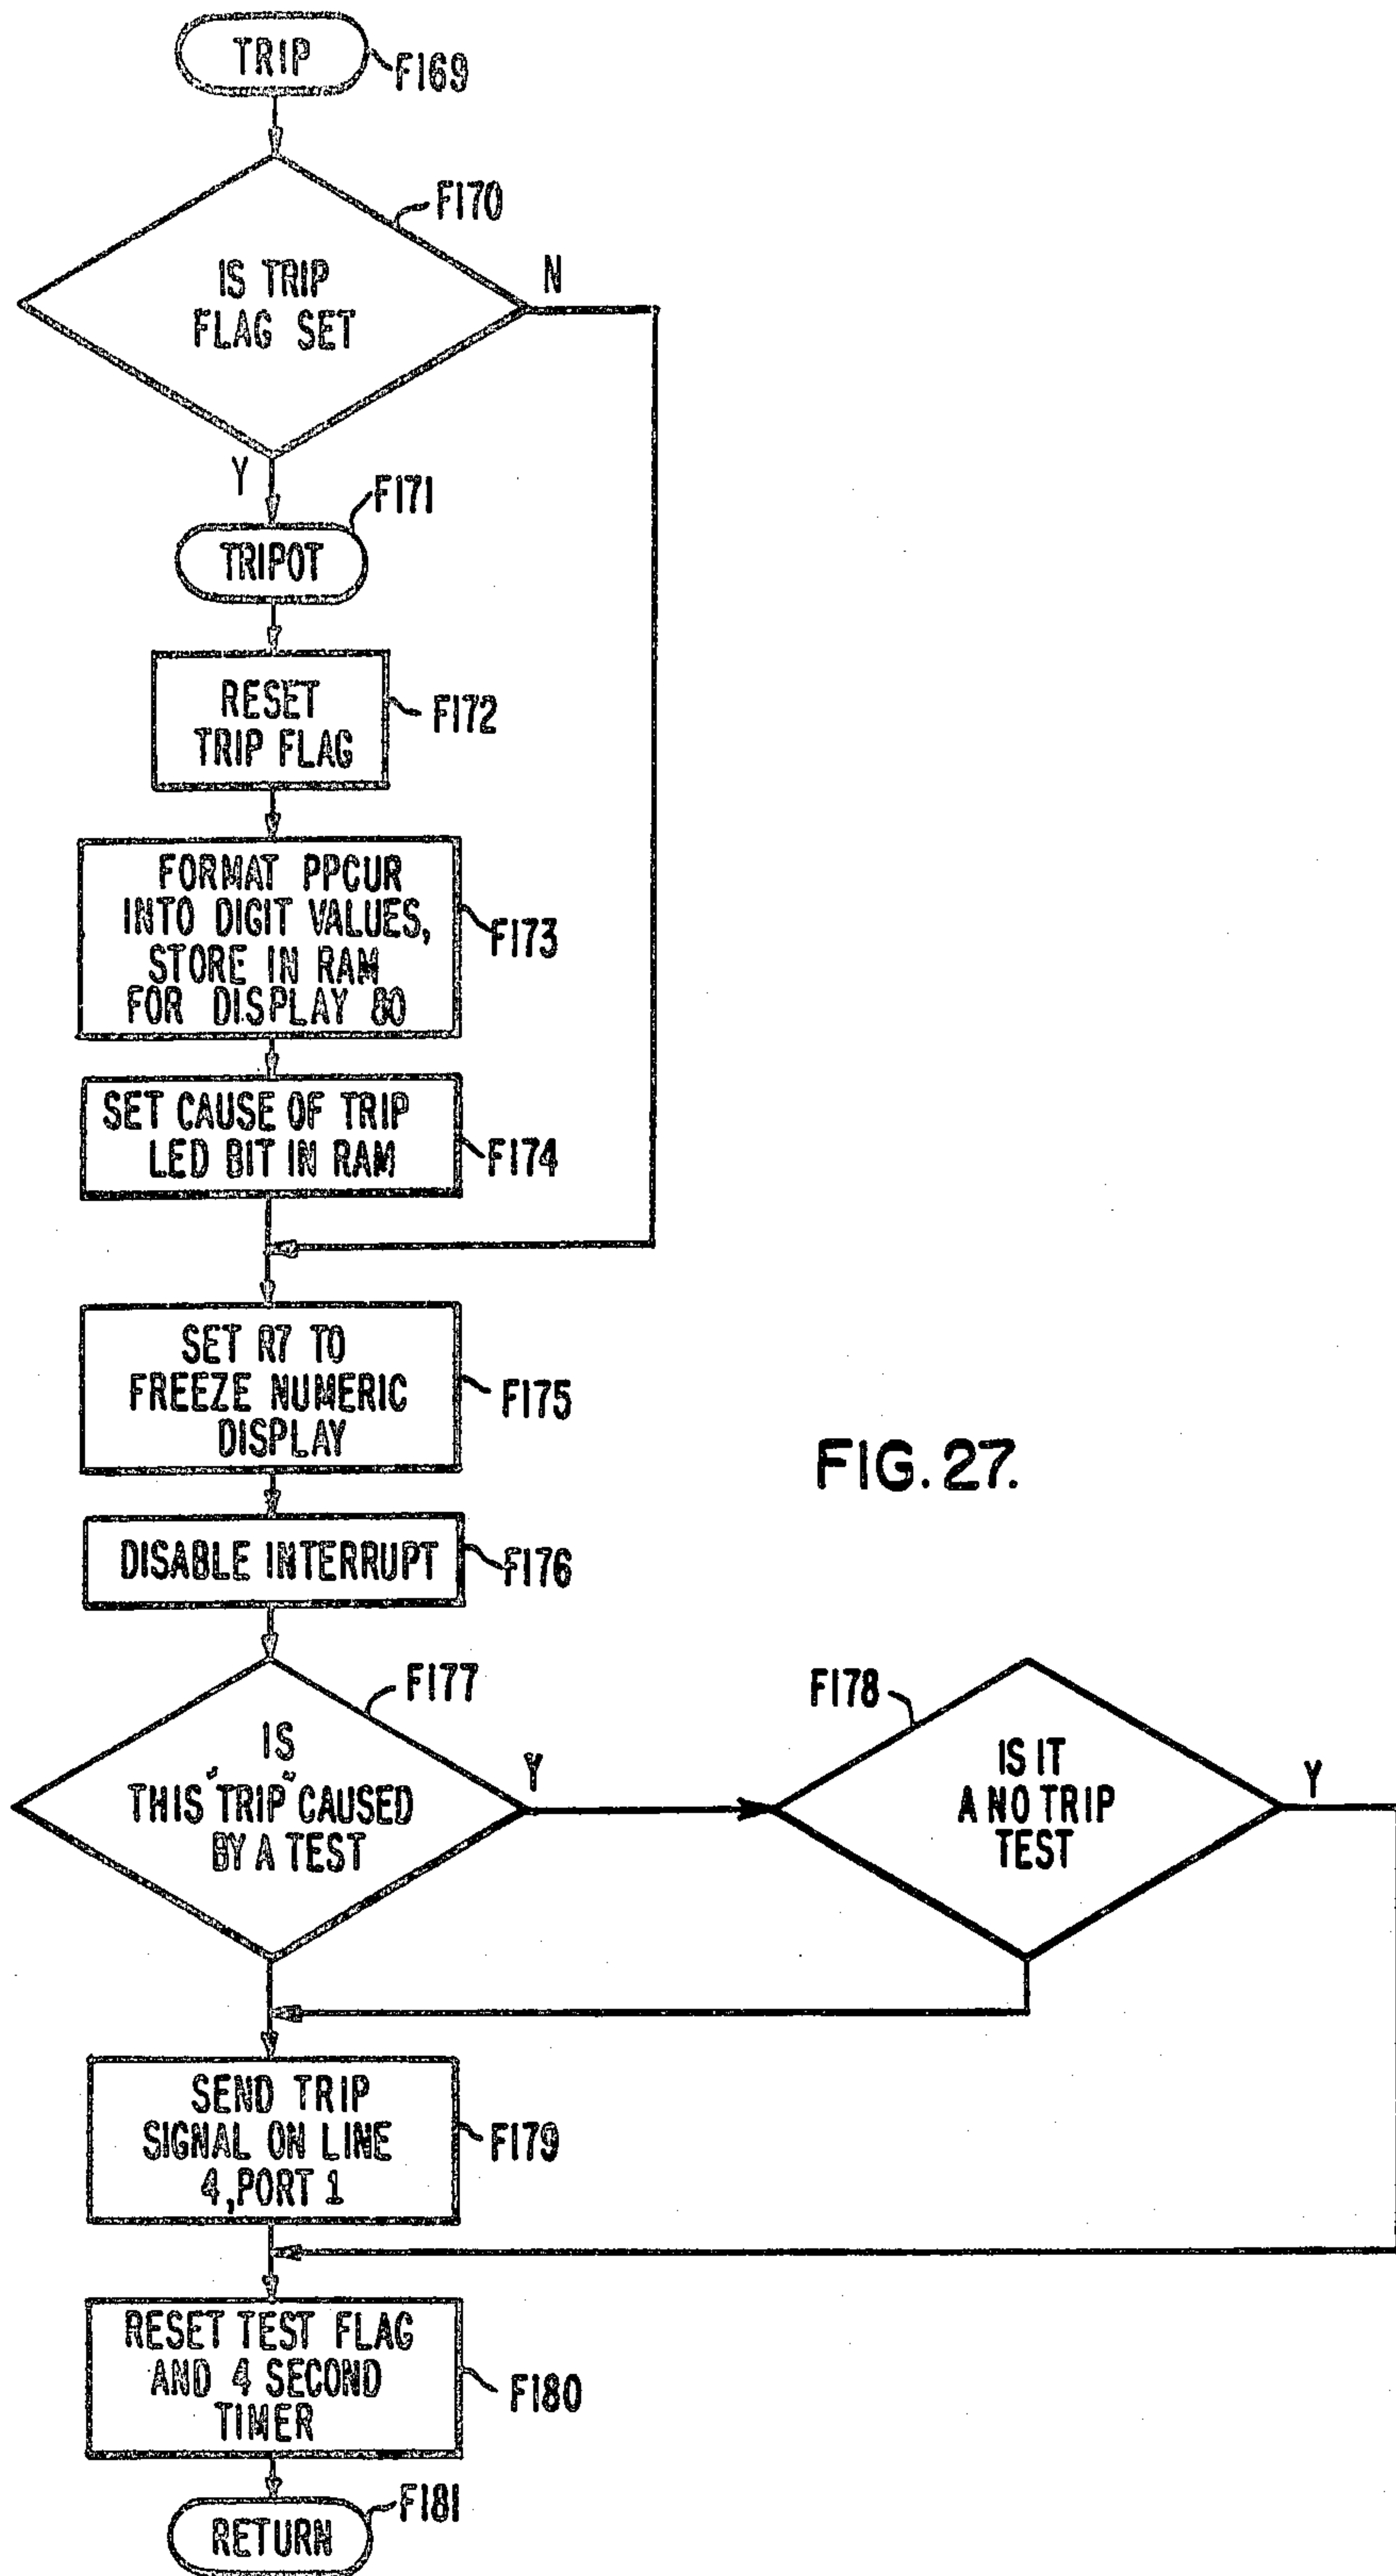 TRIP
F169
F170
IS TRIP
FLAG SET
N
Y
F171
TRIPOT
RESET
TRIP FLAG
F172
FORMAT PPCUR
INTO DIGIT VALUES,
STORE IN RAM
FOR DISPLAY 80
F173
SET CAUSE OF TRIP
LED BIT IN RAM
F174
SET R7 TO
FREEZE NUMERIC
DISPLAY
F175
FIG. 27.
DISABLE INTERRUPT
F176
F177
IS
THIS "TRIP" CAUSED
BY A TEST
Y
F178
IS IT
A NO TRIP
TEST
Y
SEND TRIP
SIGNAL ON LINE
4, PORT 1
F179
RESET TEST FLAG
AND 4 SECOND
TIMER
F180
RETURN
F181